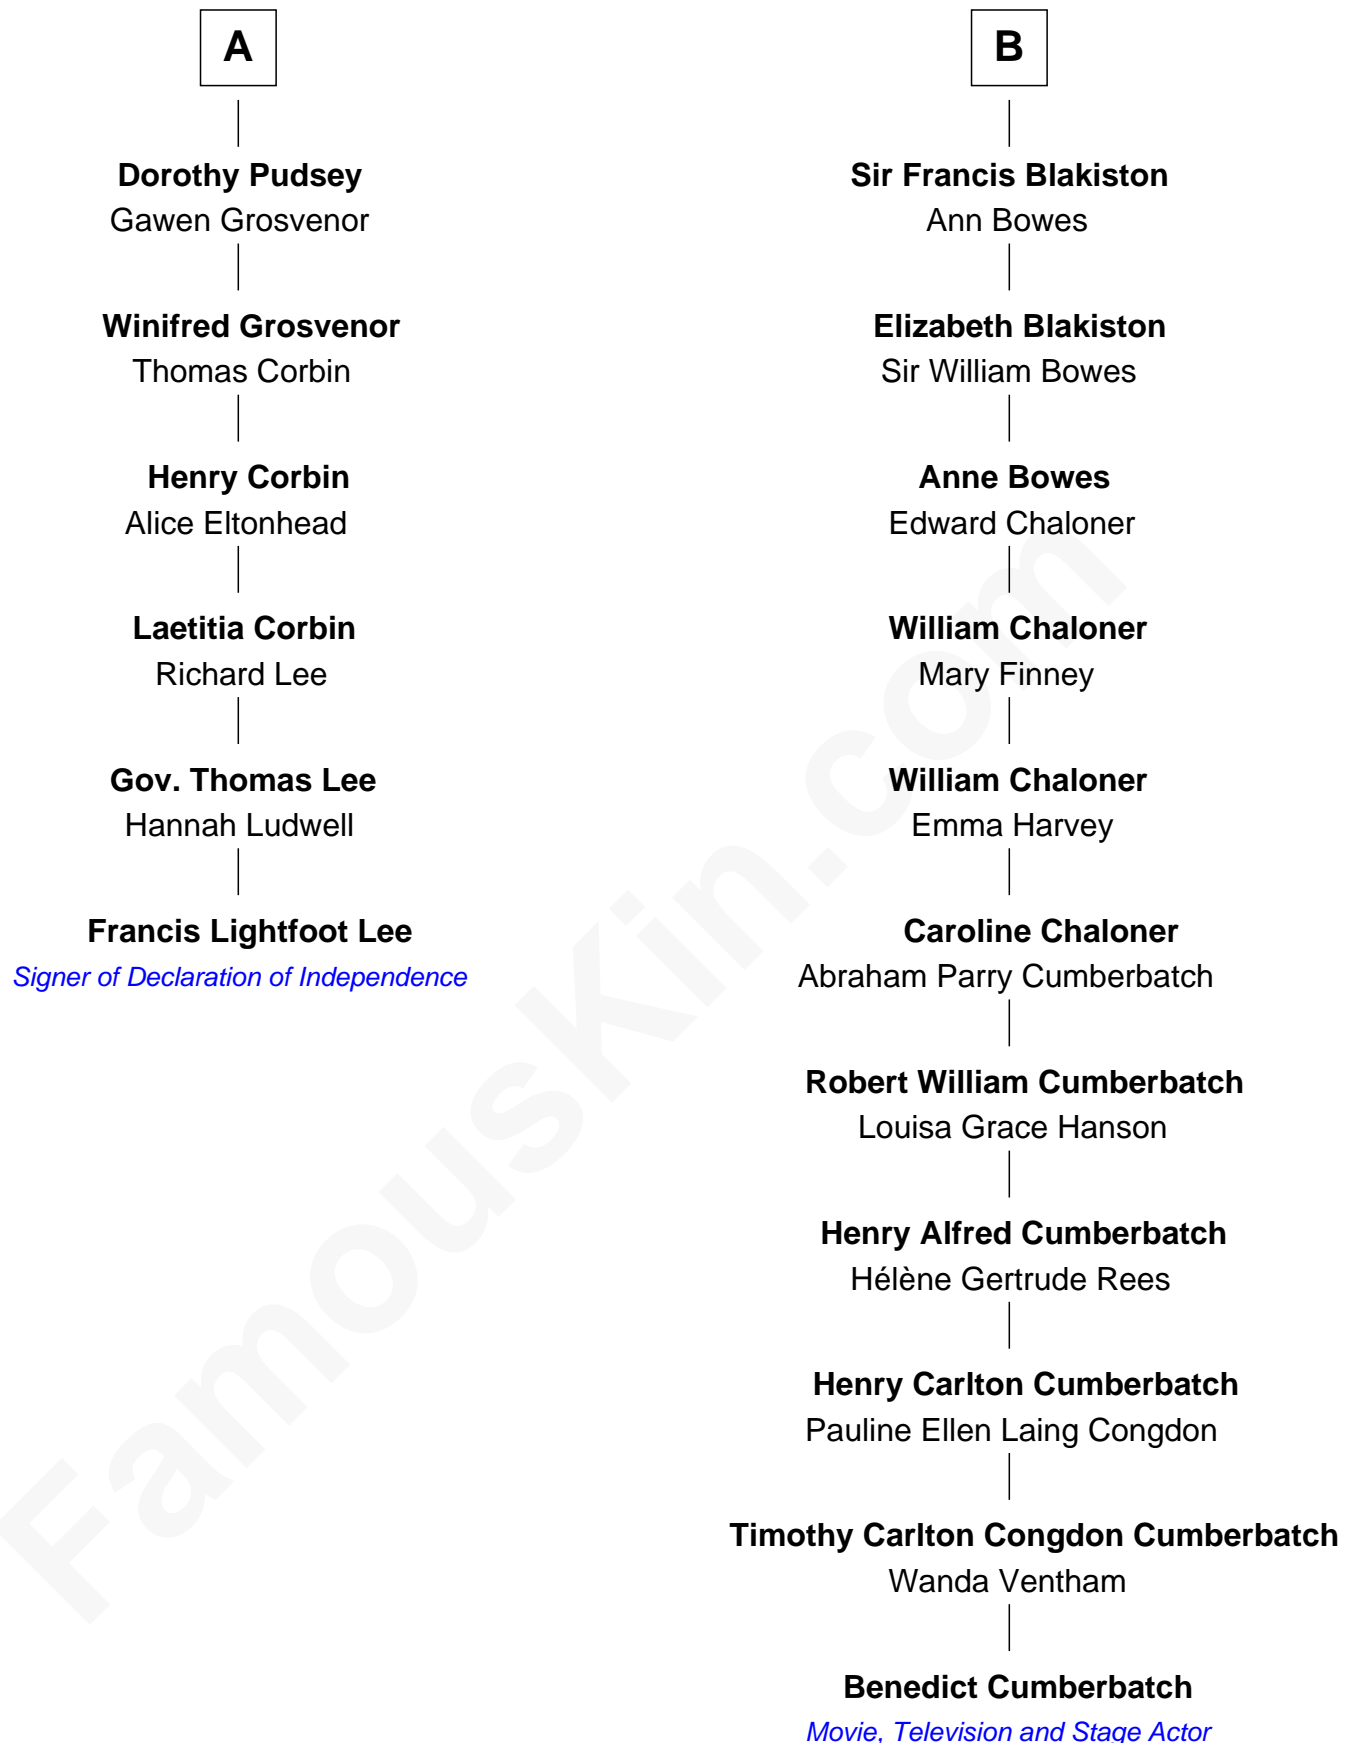 A
Dorothy Pudsey
Gawen Grosvenor
Winifred Grosvenor
Thomas Corbin
Henry Corbin
Alice Eltonhead
Laetitia Corbin
Richard Lee
Gov. Thomas Lee
Hannah Ludwell
Francis Lightfoot Lee
Signer of Declaration of Independence
B
Sir Francis Blakiston
Ann Bowes
Elizabeth Blakiston
Sir William Bowes
Anne Bowes
Edward Chaloner
William Chaloner
Mary Finney
William Chaloner
Emma Harvey
Caroline Chaloner
Abraham Parry Cumberbatch
Robert William Cumberbatch
Louisa Grace Hanson
Henry Alfred Cumberbatch
Hélène Gertrude Rees
Henry Carlton Cumberbatch
Pauline Ellen Laing Congdon
Timothy Carlton Congdon Cumberbatch
Wanda Ventham
Benedict Cumberbatch
Movie, Television and Stage Actor
FamousKin.com